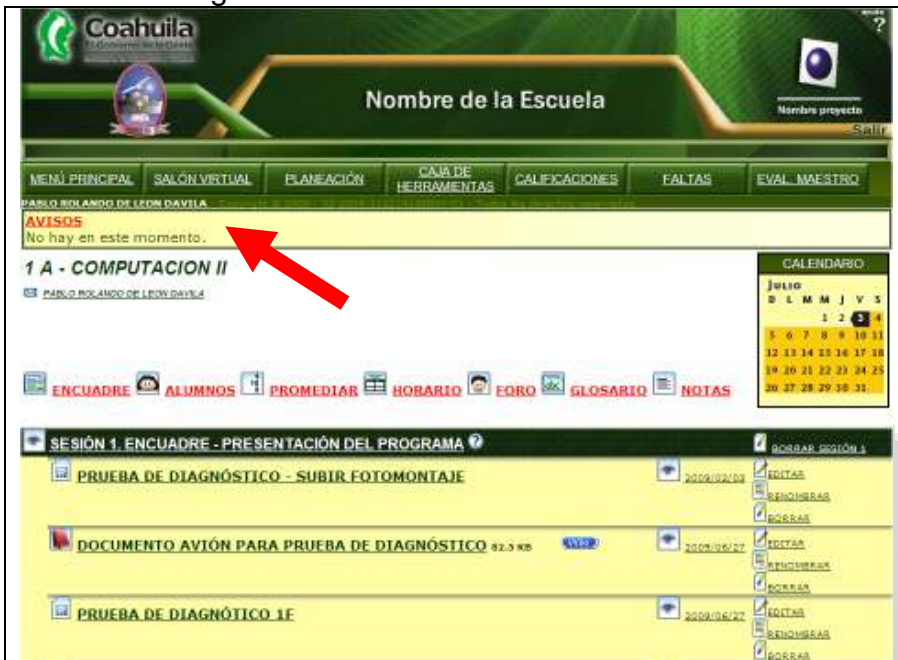 Coahuila
?
Nombre de la Escuela
Nombre proyecto
Salir
MENÚ PRINCIPAL SALÓN VIRTUAL PLANEACIÓN CAJA DE HERRAMIENTAS CALIFICACIONES FALTAS EVAL. MAESTRO
PABLO ROLANDO DE LEON DAVILA
AVISOS
No hay en este momento.
1 A - COMPUTACION II
PABLO ROLANDO DE LEON DAVILA
CALENDARIO
JULIO
D L M M J V S
1 2 3 4
5 6 7 8 9 10 11
12 13 14 15 16 17 18
19 20 21 22 23 24 25
26 27 28 29 30 31
ENCUADRE ALUMNOS PROMEDIAR HORARIO FORO GLOSARIO NOTAS
SESIÓN 1. ENCUADRE - PRESENTACIÓN DEL PROGRAMA ? BORRAR SESIÓN 1
PRUEBA DE DIAGNÓSTICO - SUBIR FOTOMONTAJE 2009/02/03 EDITAR
RENOMBRAR
BORRAR
DOCUMENTO AVIÓN PARA PRUEBA DE DIAGNÓSTICO 82.5 KB 2009/06/27 EDITAR
RENOMBRAR
BORRAR
PRUEBA DE DIAGNÓTICO 1F 2009/06/27 EDITAR
RENOMBRAR
BORRAR